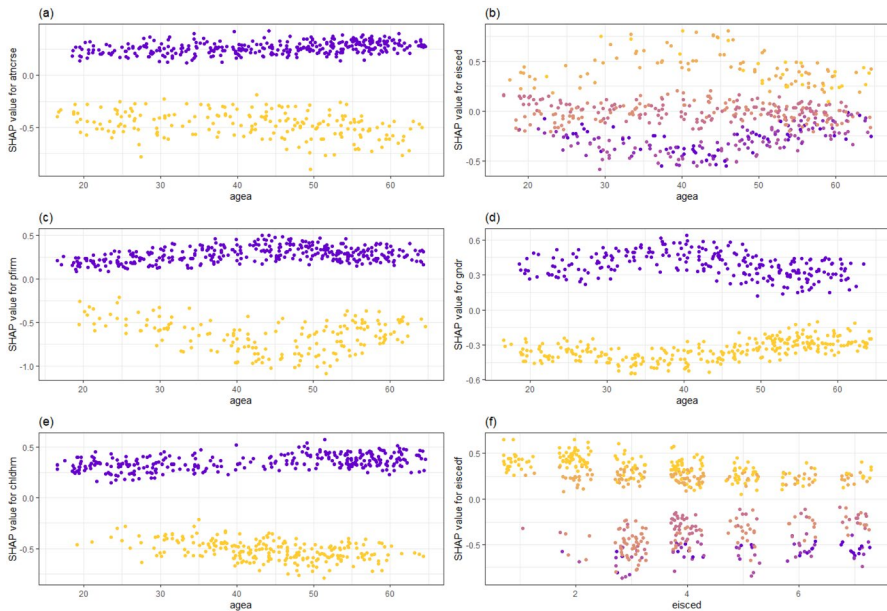 (a)
SHAP value for atncrse
0.0
-0.5
20
30
40
50
60
agea
(b)
SHAP value for eisced
0.5
0.0
-0.5
20
30
40
50
60
agea
(c)
SHAP value for pfirm
0.5
0.0
-0.5
-1.0
20
30
40
50
60
agea
(d)
SHAP value for gndr
0.6
0.3
0.0
-0.3
-0.6
20
30
40
50
60
agea
(e)
SHAP value for chldhm
0.5
0.0
-0.5
20
30
40
50
60
agea
(f)
SHAP value for eiscedf
0.5
0.0
-0.5
2
4
6
eisced